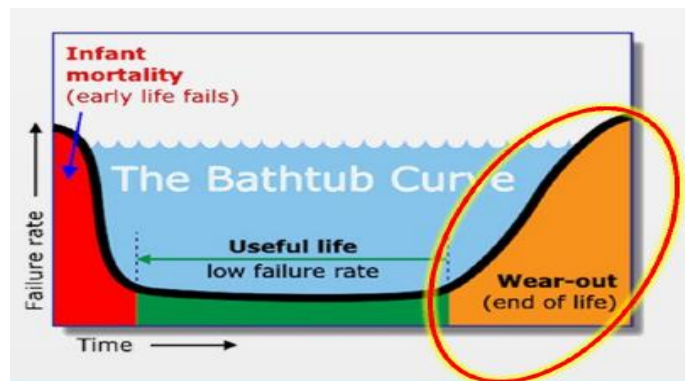 Infant
mortality
(early life fails)
The Bathtub Curve
Useful life
low failure rate
Wear-out
(end of life)
Failure rate
Time